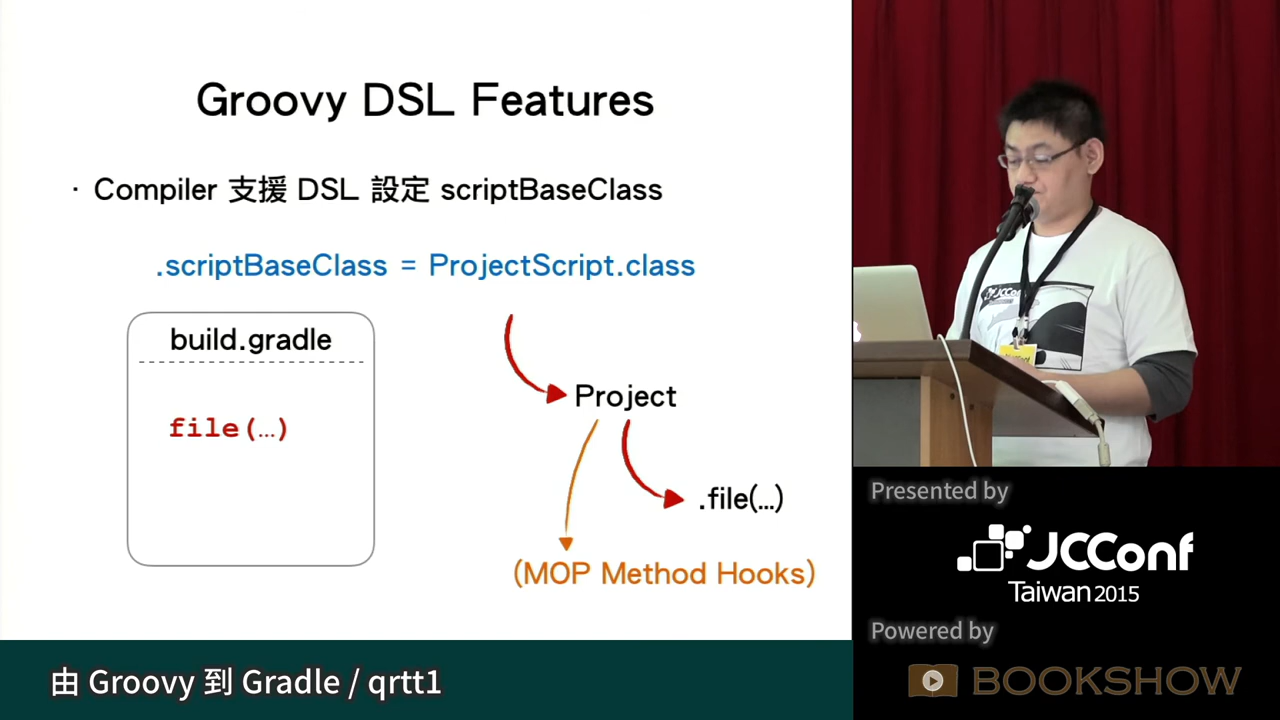 Groovy DSL Features
· Compiler 支援 DSL 設定 scriptBaseClass
.scriptBaseClass = ProjectScript.class
build.gradle
file(…)
Project
.file(...)
(MOP Method Hooks)
由 Groovy 到 Gradle / qrtt1
Presented by
JCConf
Taiwan 2015
Powered by
BOOKSHOW